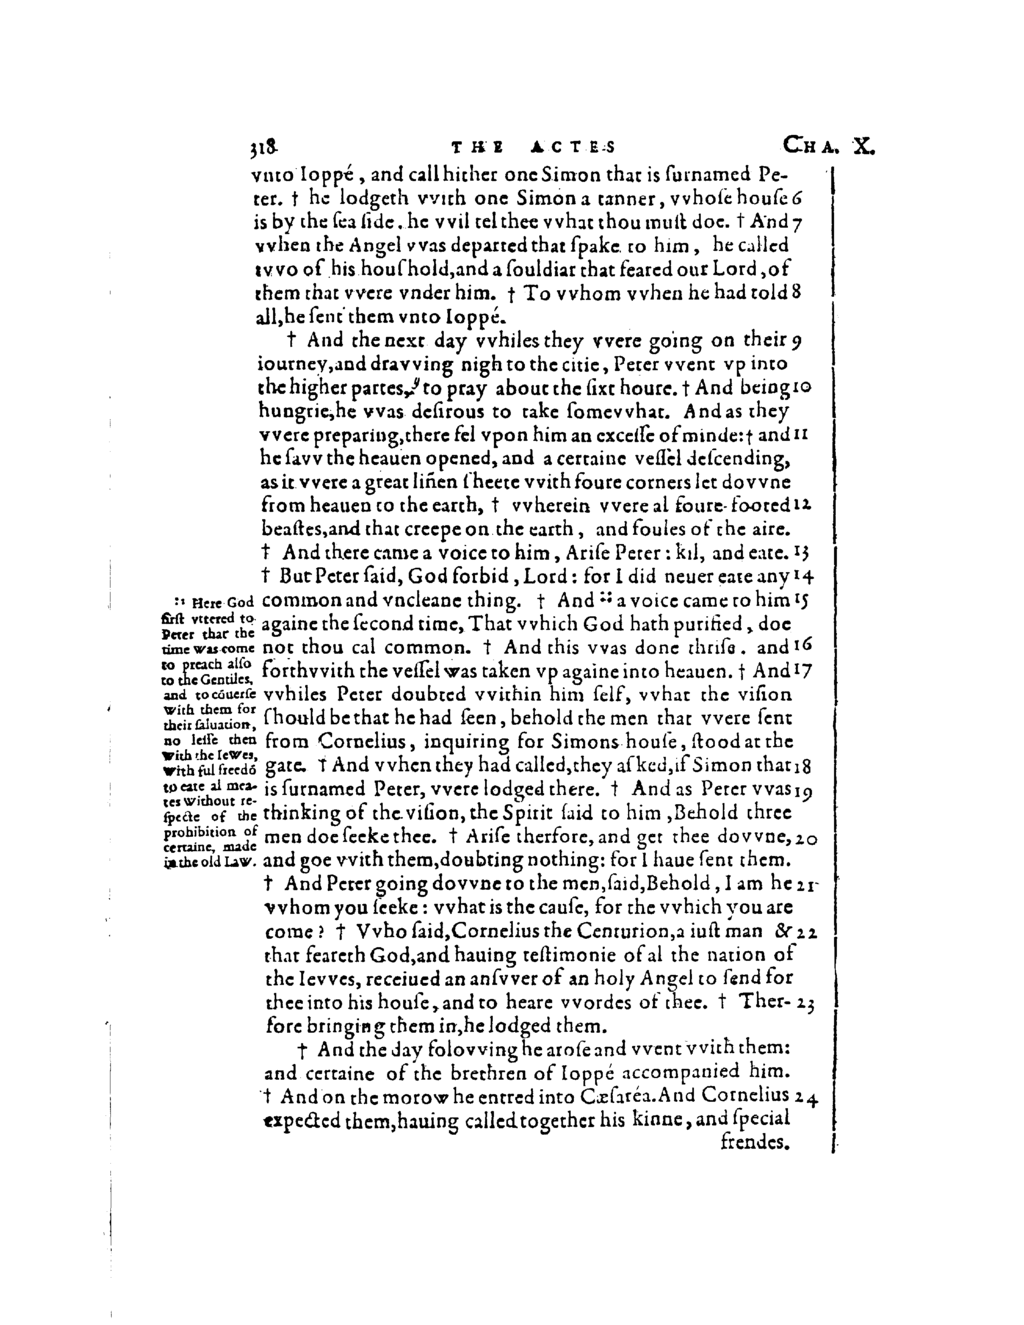 318 THE ACTES CHA. X.
vnto Ioppé, and call hither one Simon that is ſurnamed Pe-
ter. † he lodgeth vvith one Simon a tanner, vvhoſe houſe 6
is by the ſea ſide. he vvil tel thee vvhat thou muſt doe. † And 7
vvhen the Angel vvas departed that ſpake to him, he called
tvvo of his houſhold, and a ſouldiar that feared our Lord, of
them that vvere vnder him. † To vvhom vvhen he had told 8
all, he ſent them vnto Ioppé.
† And the next day vvhiles they vvere going on their 9
iourney, and dravving nigh to the citie, Peter vvent vp into
the higher partes, to pray about the ſixt houre. † And being 10
hungrie, he vvas deſirous to take ſomevvhat. And as they
vvere preparing, there fel vpon him an exceſſe of minde: † and 11
he ſavv the heauen opened, and a certaine veſſel deſcending,
as it vvere a great linen ſheete vvith foure corners let dovvne
from heauen to the earth, † vvherein vvere al foure-footed 12
beaſtes, and that creepe on the earth, and foules of the aire.
† And there came a voice to him, Ariſe Peter: kil, and eate. 13
† But Peter ſaid, God forbid, Lord: for I did neuer eate any 14
common and vncleane thing. † And :: a voice came to him 15
againe the ſecond time, That vvhich God hath purified, doe
not thou cal common. † And this vvas done thriſe. and 16
forthvvith the veſſel was taken vp againe into heauen. † And 17
vvhiles Peter doubted vvithin him ſelf, vvhat the viſion
ſhould be that he had ſeen, behold the men that vvere ſent
from Cornelius, inquiring for Simons houſe, ſtood at the
gate. † And vvhen they had called, they aſked, if Simon that 18
is ſurnamed Peter, vvere lodged there. † And as Peter vvas 19
thinking of the viſion, the Spirit ſaid to him, Behold three
men doe ſeeke thee. † Ariſe therfore, and get thee dovvne, 20
and goe vvith them, doubting nothing: for I haue ſent them.
† And Peter going dovvne to the men, ſaid, Behold, I am he 21
vvhom you ſeeke: vvhat is the cauſe, for the vvhich you are
come? † Vvho ſaid, Cornelius the Centurion, a iuſt man & 22
that feareth God, and hauing teſtimonie of al the nation of
the Ievves, receiued an anſvver of an holy Angel to ſend for
thee into his houſe, and to heare vvordes of thee. † Ther- 23
fore bringing them in, he lodged them.
† And the day folovving he aroſe and vvent vvith them:
and certaine of the brethren of Ioppé accompanied him.
† And on the morow he entred into Cæſaréa. And Cornelius 24
expected them, hauing called together his kinne, and ſpecial
frendes.
:: Here God
firſt vttered to
Peter that the
time was come
to preach alſo
to the Gentiles,
and to cōuerſe
with them for
their ſaluation,
no leſſe then
with the Iewes,
with ful freedō
to eate al mea-
tes without re-
ſpecte of the
prohibition of
certaine, made
in the old Law.